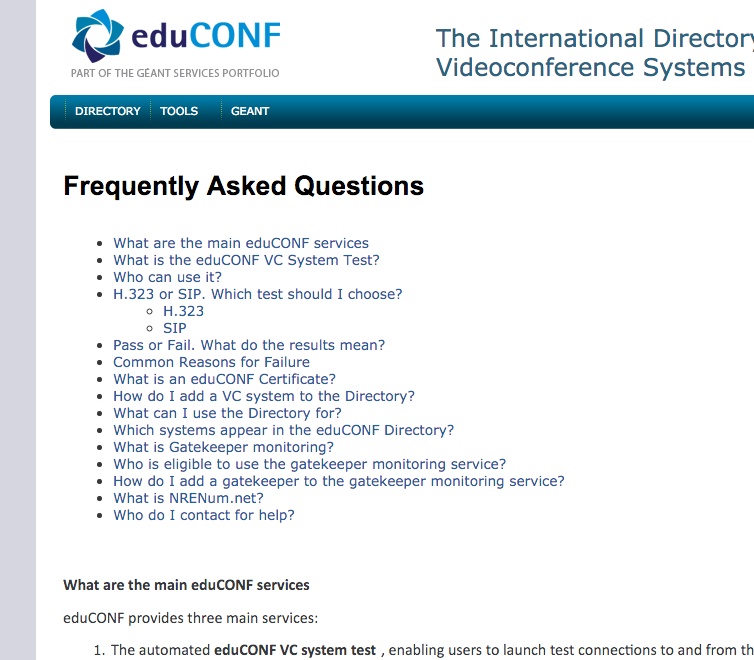 eduCONF
PART OF THE GÉANT SERVICES PORTFOLIO
The International Directory
Videoconference Systems
DIRECTORY TOOLS GEANT
Frequently Asked Questions
What are the main eduCONF services
What is the eduCONF VC System Test?
Who can use it?
H.323 or SIP. Which test should I choose?
H.323
SIP
Pass or Fail. What do the results mean?
Common Reasons for Failure
What is an eduCONF Certificate?
How do I add a VC system to the Directory?
What can I use the Directory for?
Which systems appear in the eduCONF Directory?
What is Gatekeeper monitoring?
Who is eligible to use the gatekeeper monitoring service?
How do I add a gatekeeper to the gatekeeper monitoring service?
What is NRENum.net?
Who do I contact for help?
What are the main eduCONF services
eduCONF provides three main services:
1. The automated eduCONF VC system test , enabling users to launch test connections to and from th